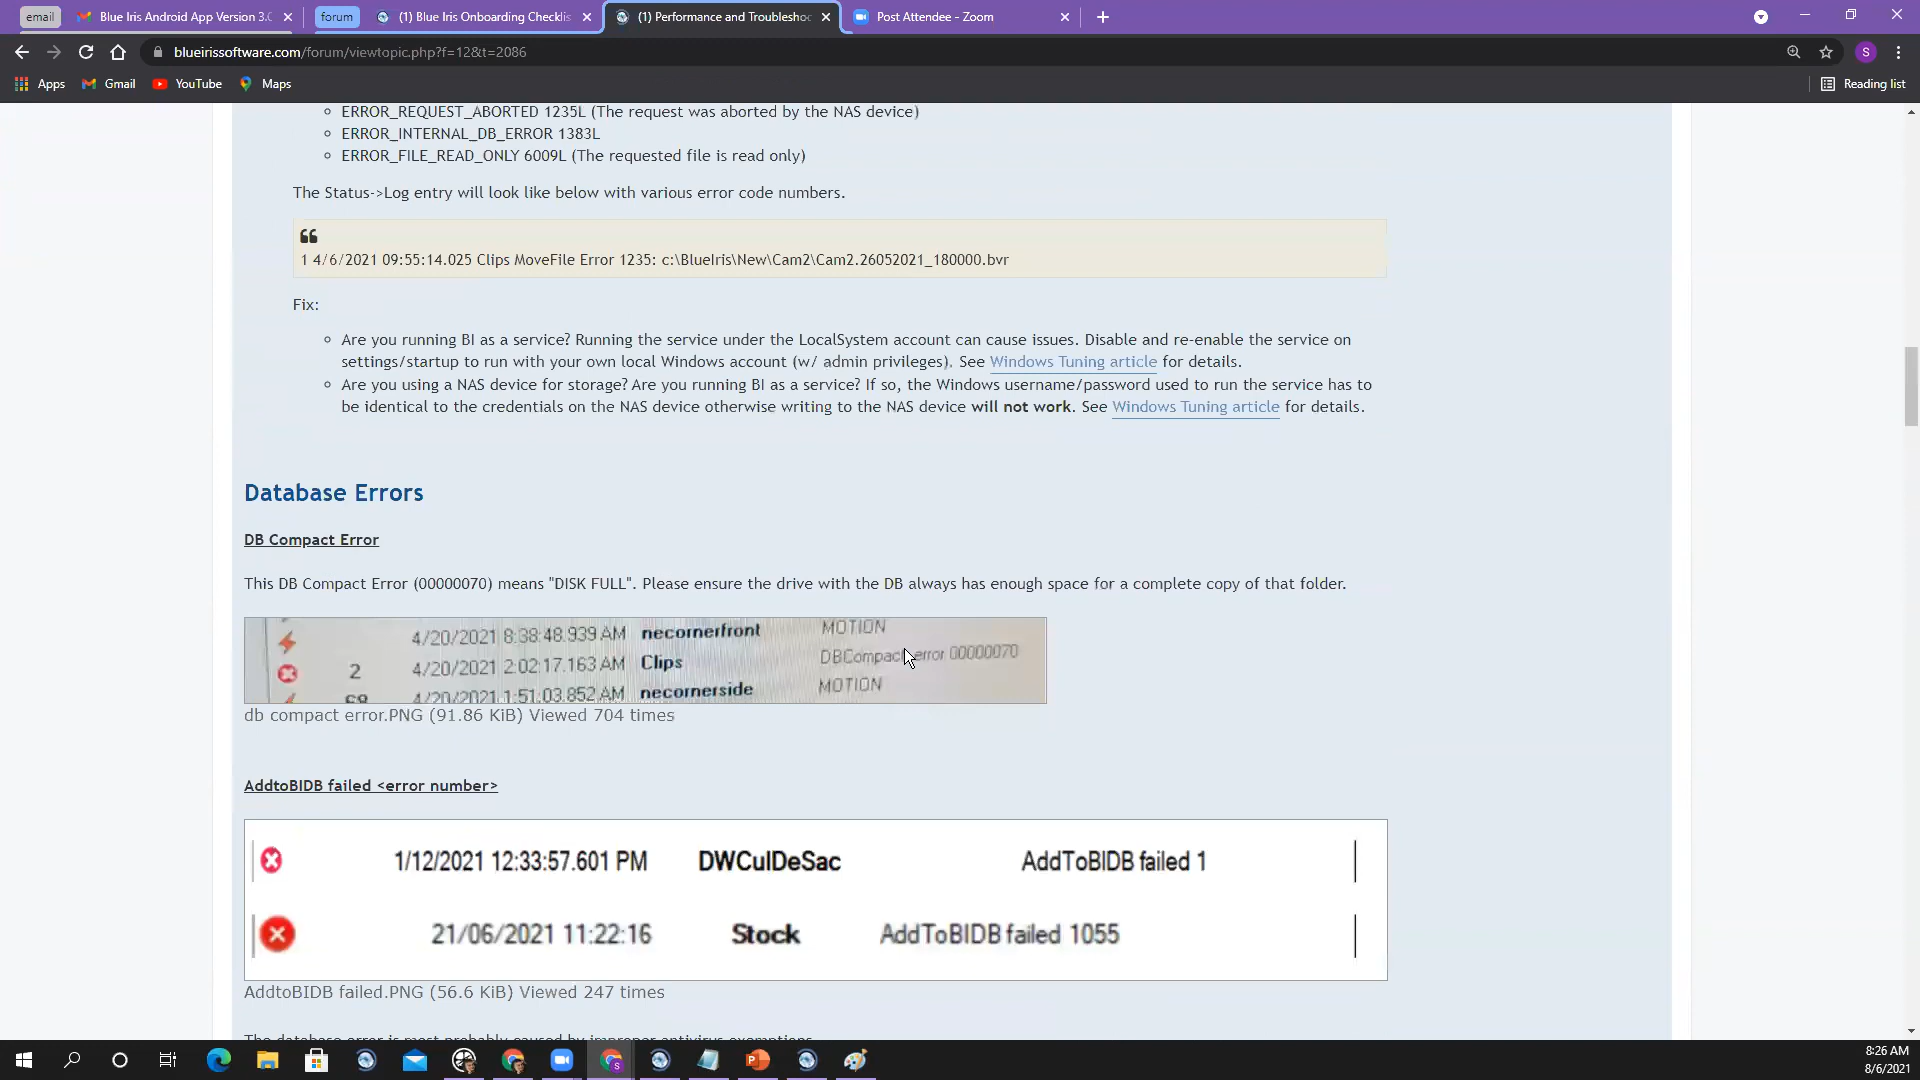 email
Blue Iris Android App Version 3.0
forum
(1) Blue Iris Onboarding Checklis
(1) Performance and Troubleshoo
Post Attendee - Zoom
blueirissoftware.com/forum/viewtopic.php?f=12&t=2086
S
Apps
Gmail
YouTube
Maps
Reading list
ERROR_REQUEST_ABORTED 1235L (The request was aborted by the NAS device)
ERROR_INTERNAL_DB_ERROR 1383L
ERROR_FILE_READ_ONLY 6009L (The requested file is read only)
The Status->Log entry will look like below with various error code numbers.
1 4/6/2021 09:55:14.025 Clips MoveFile Error 1235: c:\BlueIris\New\Cam2\Cam2.26052021_180000.bvr
Fix:
Are you running BI as a service? Running the service under the LocalSystem account can cause issues. Disable and re-enable the service on
settings/startup to run with your own local Windows account (w/ admin privileges). See Windows Tuning article for details.
Are you using a NAS device for storage? Are you running BI as a service? If so, the Windows username/password used to run the service has to
be identical to the credentials on the NAS device otherwise writing to the NAS device will not work. See Windows Tuning article for details.
Database Errors
DB Compact Error
This DB Compact Error (00000070) means "DISK FULL". Please ensure the drive with the DB always has enough space for a complete copy of that folder.
4/20/2021 8:38:48.939 AM necornerfront MOTION
2 4/20/2021 2:02:17.163 AM Clips DBCompact error 00000070
68 4/20/2021 1:51:03.852 AM necornerside MOTION
db compact error.PNG (91.86 KiB) Viewed 704 times
AddtoBIDB failed <error number>
1/12/2021 12:33:57.601 PM DWCulDeSac AddToBIDB failed 1
21/06/2021 11:22:16 Stock AddToBIDB failed 1055
AddtoBIDB failed.PNG (56.6 KiB) Viewed 247 times
The database error is most probably caused by improper antivirus exemptions
8:26 AM
8/6/2021